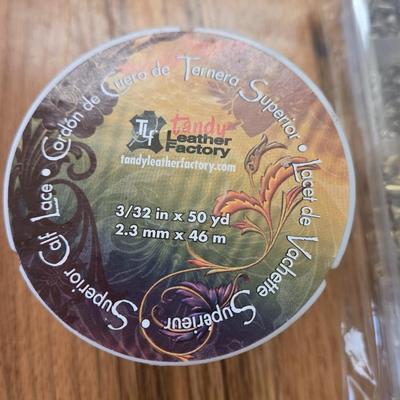 Superior Calf Lace • Cordón de Cuero de Ternera Superior • Lacet de Vachette Supérieur •
TLF
tandy
Leather
Factory
tandyleatherfactory.com
3/32 in x 50 yd
2.3 mm x 46 m